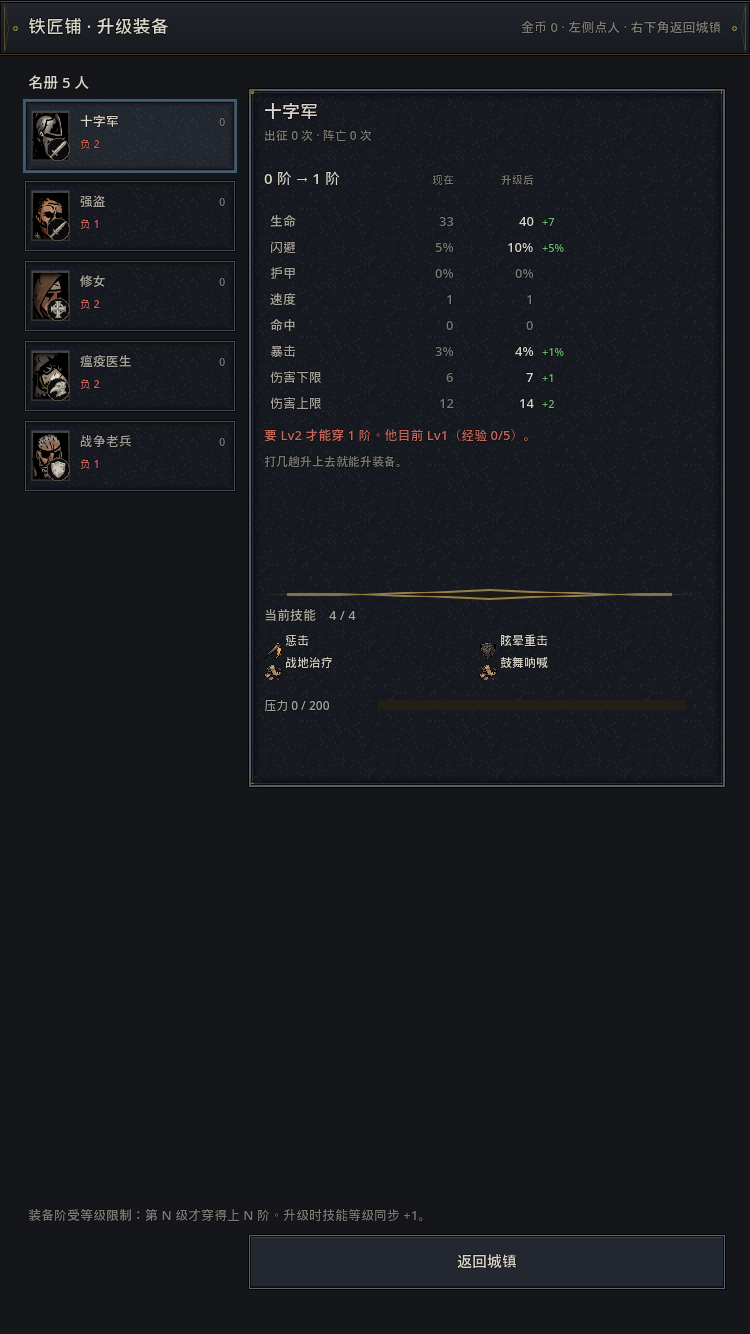 铁匠铺 · 升级装备
金币 0 · 左侧点人 · 右下角返回城镇
名册 5 人
十字军 0
负 2
强盗 0
负 1
修女 0
负 2
瘟疫医生 0
负 2
战争老兵 0
负 1
十字军
出征 0 次 · 阵亡 0 次
0 阶 → 1 阶 现在 升级后
生命 33 40 +7
闪避 5% 10% +5%
护甲 0% 0%
速度 1 1
命中 0 0
暴击 3% 4% +1%
伤害下限 6 7 +1
伤害上限 12 14 +2
要 Lv2 才能穿 1 阶。他目前 Lv1（经验 0/5）。
打几趟升上去就能升装备。
当前技能 4 / 4
惩击 眩晕重击
战地治疗 鼓舞呐喊
压力 0 / 200
装备阶受等级限制：第 N 级才穿得上 N 阶。升级时技能等级同步 +1。
返回城镇